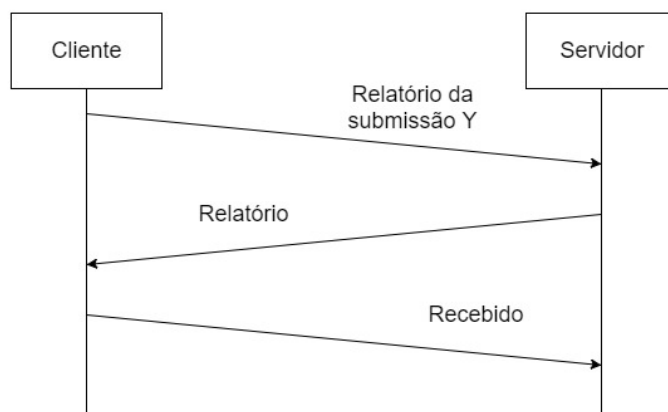 Cliente
Servidor
Relatório da
submissão Y
Relatório
Recebido